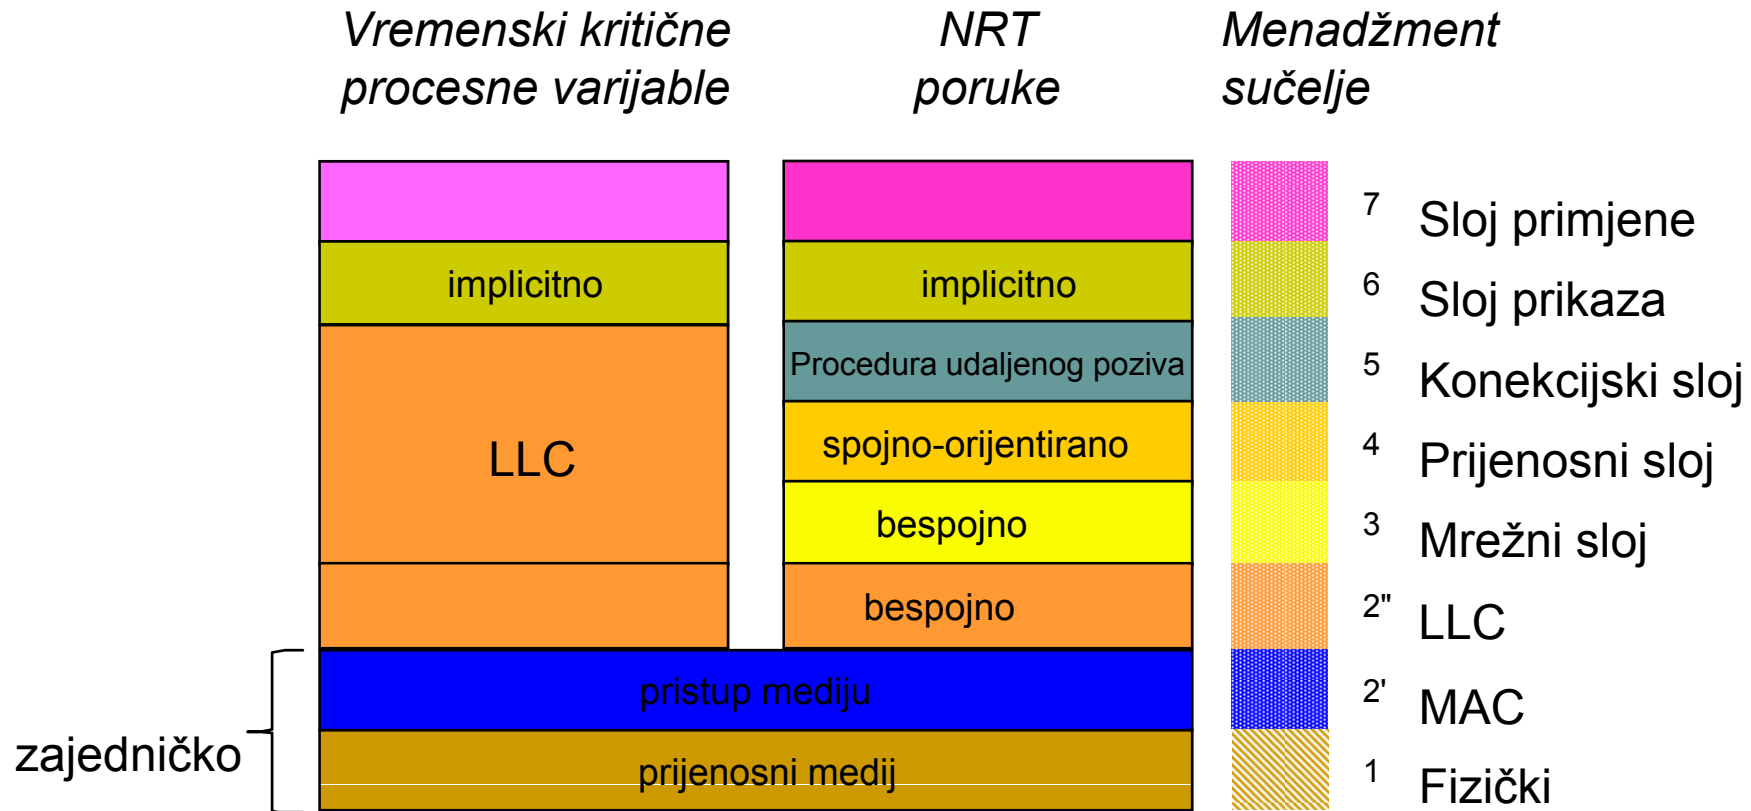 Vremenski kritične
procesne varijable
NRT
poruke
Menadžment
sučelje
7 Sloj primjene
implicitno
implicitno
6 Sloj prikaza
Procedura udaljenog poziva
5 Konekcijski sloj
LLC
spojno-orijentirano
4 Prijenosni sloj
bespojno
3 Mrežni sloj
bespojno
2" LLC
pristup mediju
2' MAC
zajedničko
prijenosni medij
1 Fizički